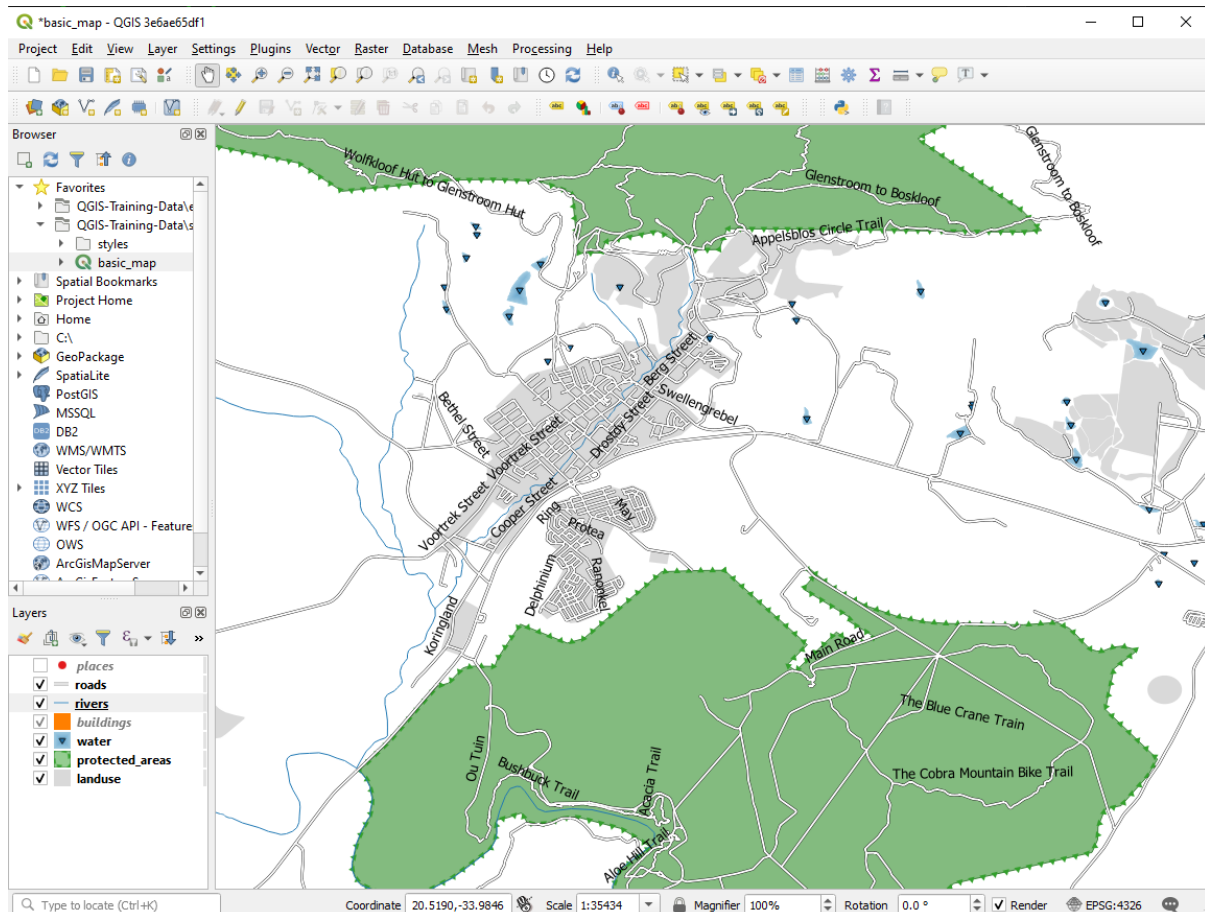 *basic_map - QGIS 3e6ae65df1
Project Edit View Layer Settings Plugins Vector Raster Database Mesh Processing Help
Browser
Favorites
QGIS-Training-Data\e
QGIS-Training-Data\s
styles
basic_map
Spatial Bookmarks
Project Home
Home
C:\
GeoPackage
SpatiaLite
PostGIS
MSSQL
DB2
WMS/WMTS
Vector Tiles
XYZ Tiles
WCS
WFS / OGC API - Feature
OWS
ArcGisMapServer
Layers
places
roads
rivers
buildings
water
protected_areas
landuse
Wolfkloof Hut to Glenstroom Hut
Glenstroom to Boskloof
Glenstroom to Boskloof
Appelsblos Circle Trail
Berg Street
Swellengrebel
Bethel Street
Drostdy Street
Voortrek Street
Voortrek Street
Cooper Street
Ring
May
Protea
Delphinium
Ranonkel
Koringland
Main Road
The Blue Crane Train
The Cobra Mountain Bike Trail
Ou Tuin
Bushbuck Trail
Acacia Trail
Aloe Hill Trail
Type to locate (Ctrl+K) Coordinate 20.5190,-33.9846 Scale 1:35434 Magnifier 100% Rotation 0.0 ° Render EPSG:4326